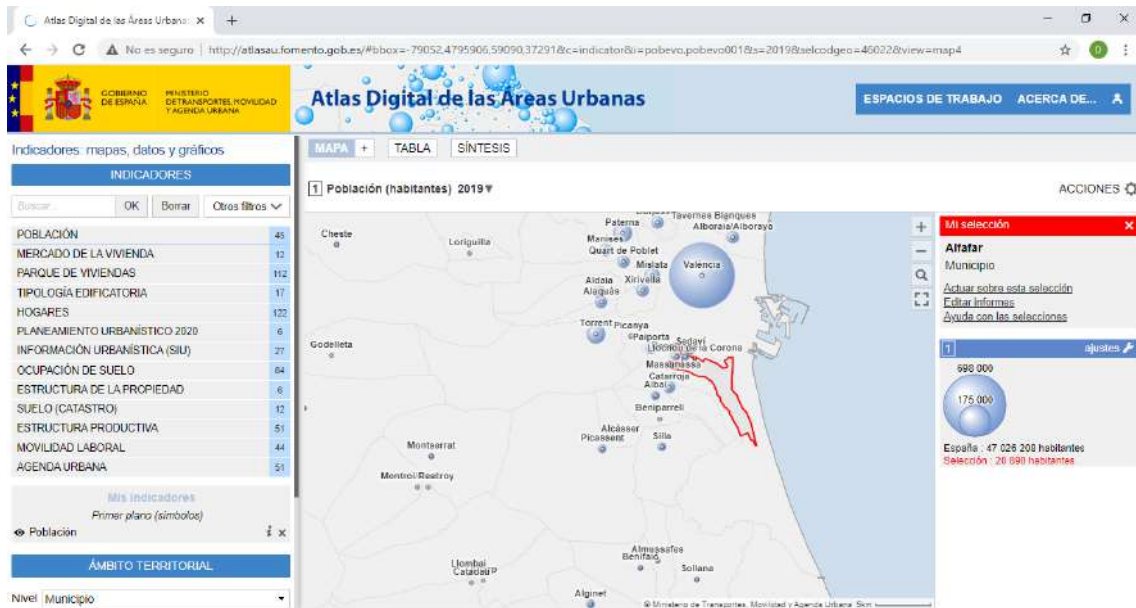 Atlas Digital de las Áreas Urbanas
No es seguro | http://atlasau.fomento.gob.es/#bbox=-79052,4795906,59090,37291&c=indicator&i=pobevo.pobevo001&s=2019&selcodgeo=46022&view=map4
GOBIERNO DE ESPAÑA
MINISTERIO DE TRANSPORTES, MOVILIDAD Y AGENDA URBANA
Atlas Digital de las Áreas Urbanas
ESPACIOS DE TRABAJO ACERCA DE...
Indicadores: mapas, datos y gráficos
INDICADORES
Buscar... OK Borrar Otros filtros
POBLACIÓN 45
MERCADO DE LA VIVIENDA 12
PARQUE DE VIVIENDAS 112
TIPOLOGÍA EDIFICATORIA 17
HOGARES 122
PLANEAMIENTO URBANÍSTICO 2020 6
INFORMACIÓN URBANÍSTICA (SIU) 27
OCUPACIÓN DE SUELO 84
ESTRUCTURA DE LA PROPIEDAD 6
SUELO (CATASTRO) 12
ESTRUCTURA PRODUCTIVA 51
MOVILIDAD LABORAL 44
AGENDA URBANA 51
Mis indicadores
Primer plano (símbolos)
Población i x
ÁMBITO TERRITORIAL
Nivel Municipio
MAPA + TABLA SÍNTESIS
1 Población (habitantes) 2019
ACCIONES
Tavernes Blanques
Paterna Alboraia/Alboraya
Cheste
Loriguilla
Manises
Quart de Poblet
Mislata València
Aldaia Xirivella
Alaquàs
Torrent Picanya
Paiporta Sedaví
Godelleta
Massanassa
Catarroja
Albal
Beniparrell
Alcàsser
Picassent Silla
Montserrat
Montroi/Montroy
Almussafes
Benifaió
Sollana
Llombai
Catadau
Alginet
© Ministerio de Transportes, Movilidad y Agenda Urbana 5km
Mi selección x
Alfafar
Municipio
Actuar sobre esta selección
Editar informes
Ayuda con las selecciones
1 ajustes
698 000
175 000
España : 47 026 208 habitantes